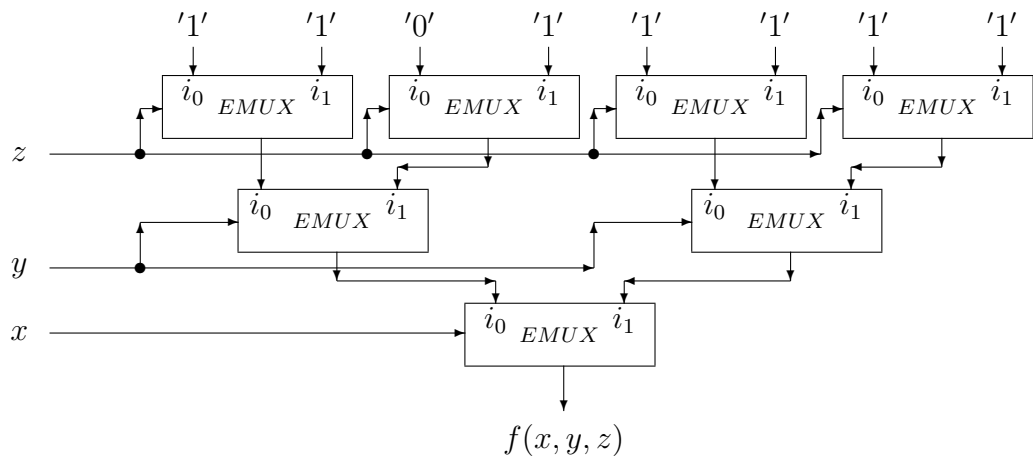 '1' '1' '0' '1' '1' '1' '1' '1'
i0 EMUX i1 i0 EMUX i1 i0 EMUX i1 i0 EMUX i1
z
i0 EMUX i1 i0 EMUX i1
y
i0 EMUX i1
x
f(x, y, z)